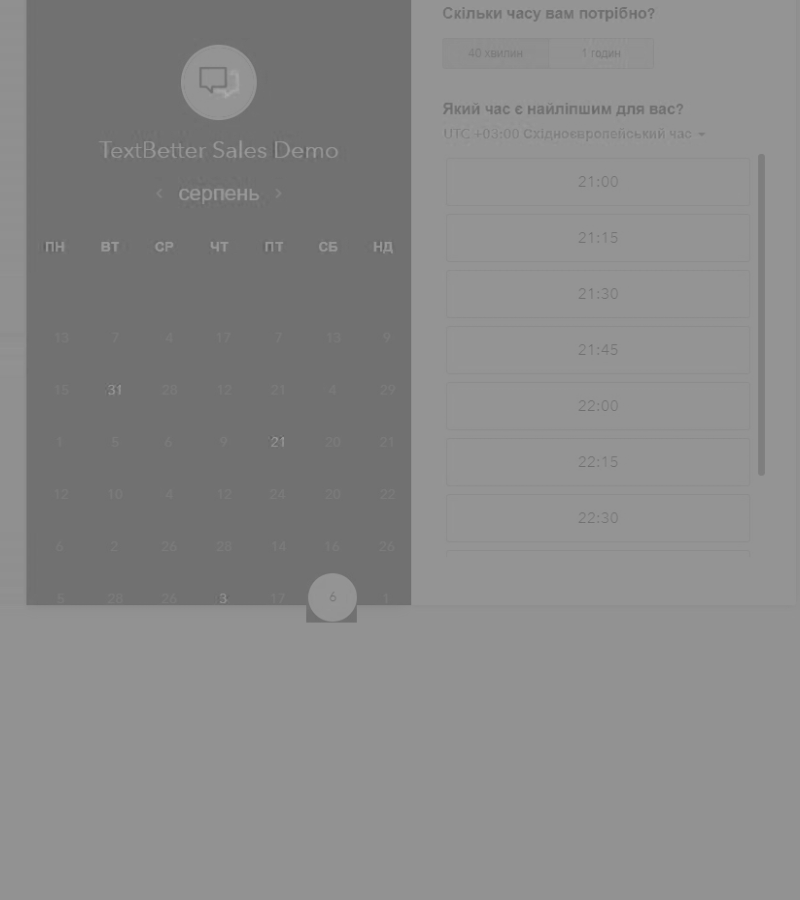 TextBetter Sales Demo
серпень
ПН ВТ СР ЧТ ПТ СБ НД
13 7 4 17 7 13 9
15 31 28 12 21 4 29
1 5 6 9 21 20 21
12 10 4 12 24 20 22
6 2 26 28 14 16 26
5 28 26 3 17 6 1
Скільки часу вам потрібно?
40 хвилин 1 годин
Який час є найліпшим для вас?
UTC +03:00 Східноєвропейський час
21:00
21:15
21:30
21:45
22:00
22:15
22:30